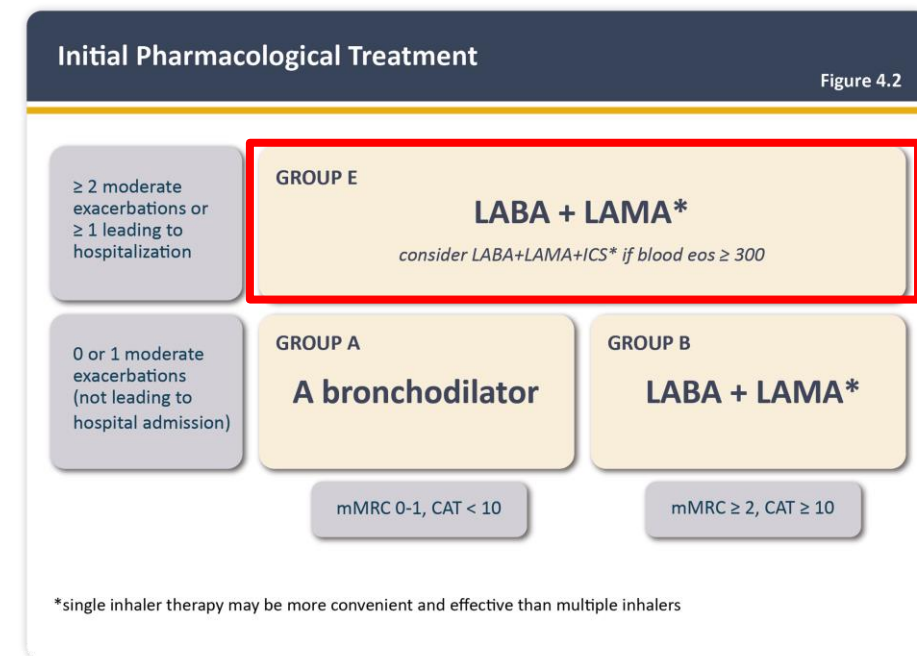 Initial Pharmacological Treatment
Figure 4.2
≥ 2 moderate
exacerbations or
≥ 1 leading to
hospitalization
GROUP E
LABA + LAMA*
consider LABA+LAMA+ICS* if blood eos ≥ 300
0 or 1 moderate
exacerbations
(not leading to
hospital admission)
GROUP A
A bronchodilator
GROUP B
LABA + LAMA*
mMRC 0-1, CAT < 10
mMRC ≥ 2, CAT ≥ 10
*single inhaler therapy may be more convenient and effective than multiple inhalers